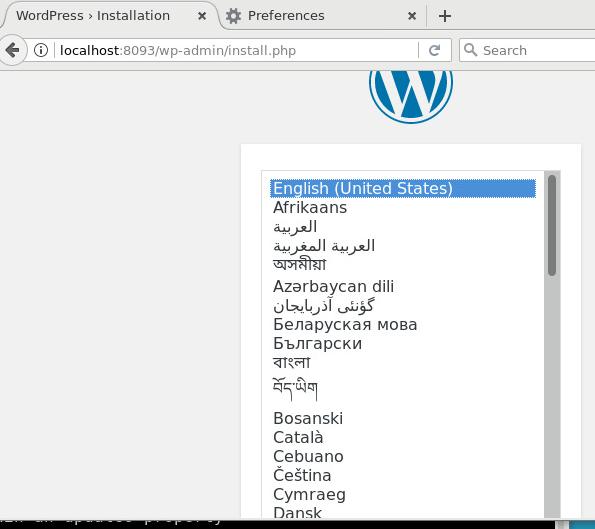 WordPress › Installation
Preferences
localhost:8093/wp-admin/install.php
Search
English (United States)
Afrikaans
العربية
العربية المغربية
অসমীয়া
Azərbaycan dili
گؤنئی آذربایجان
Беларуская мова
Български
বাংলা
བོད་ཡིག
Bosanski
Català
Cebuano
Čeština
Cymraeg
Dansk